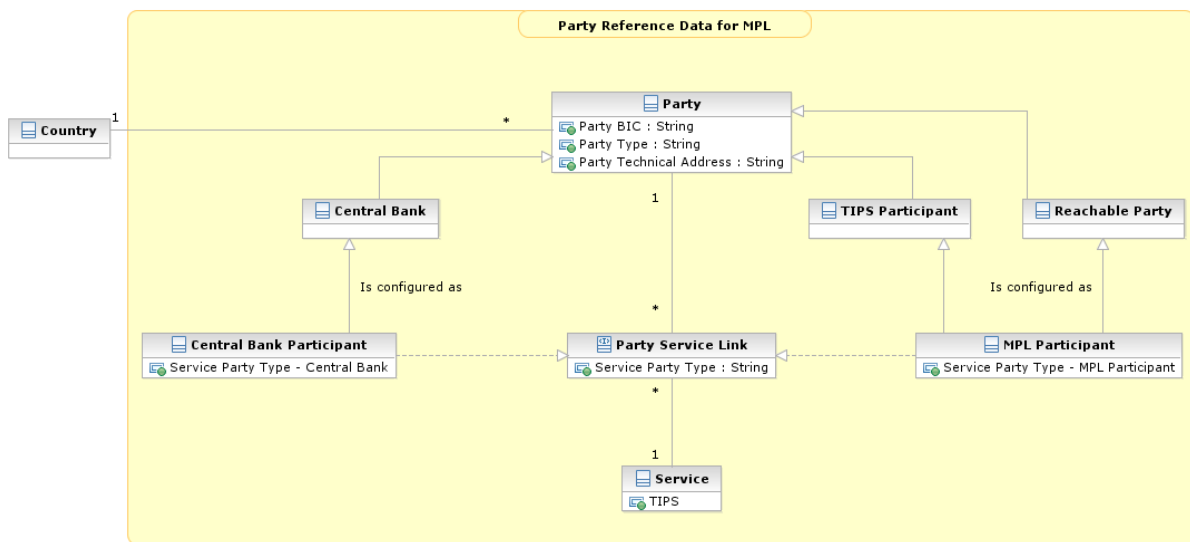 Party Reference Data for MPL
Party
Party BIC : String
Party Type : String
Party Technical Address : String
1
*
Country
Central Bank
1
TIPS Participant
Reachable Party
Is configured as
*
Is configured as
Central Bank Participant
Service Party Type - Central Bank
Party Service Link
Service Party Type : String
MPL Participant
Service Party Type - MPL Participant
*
1
Service
TIPS